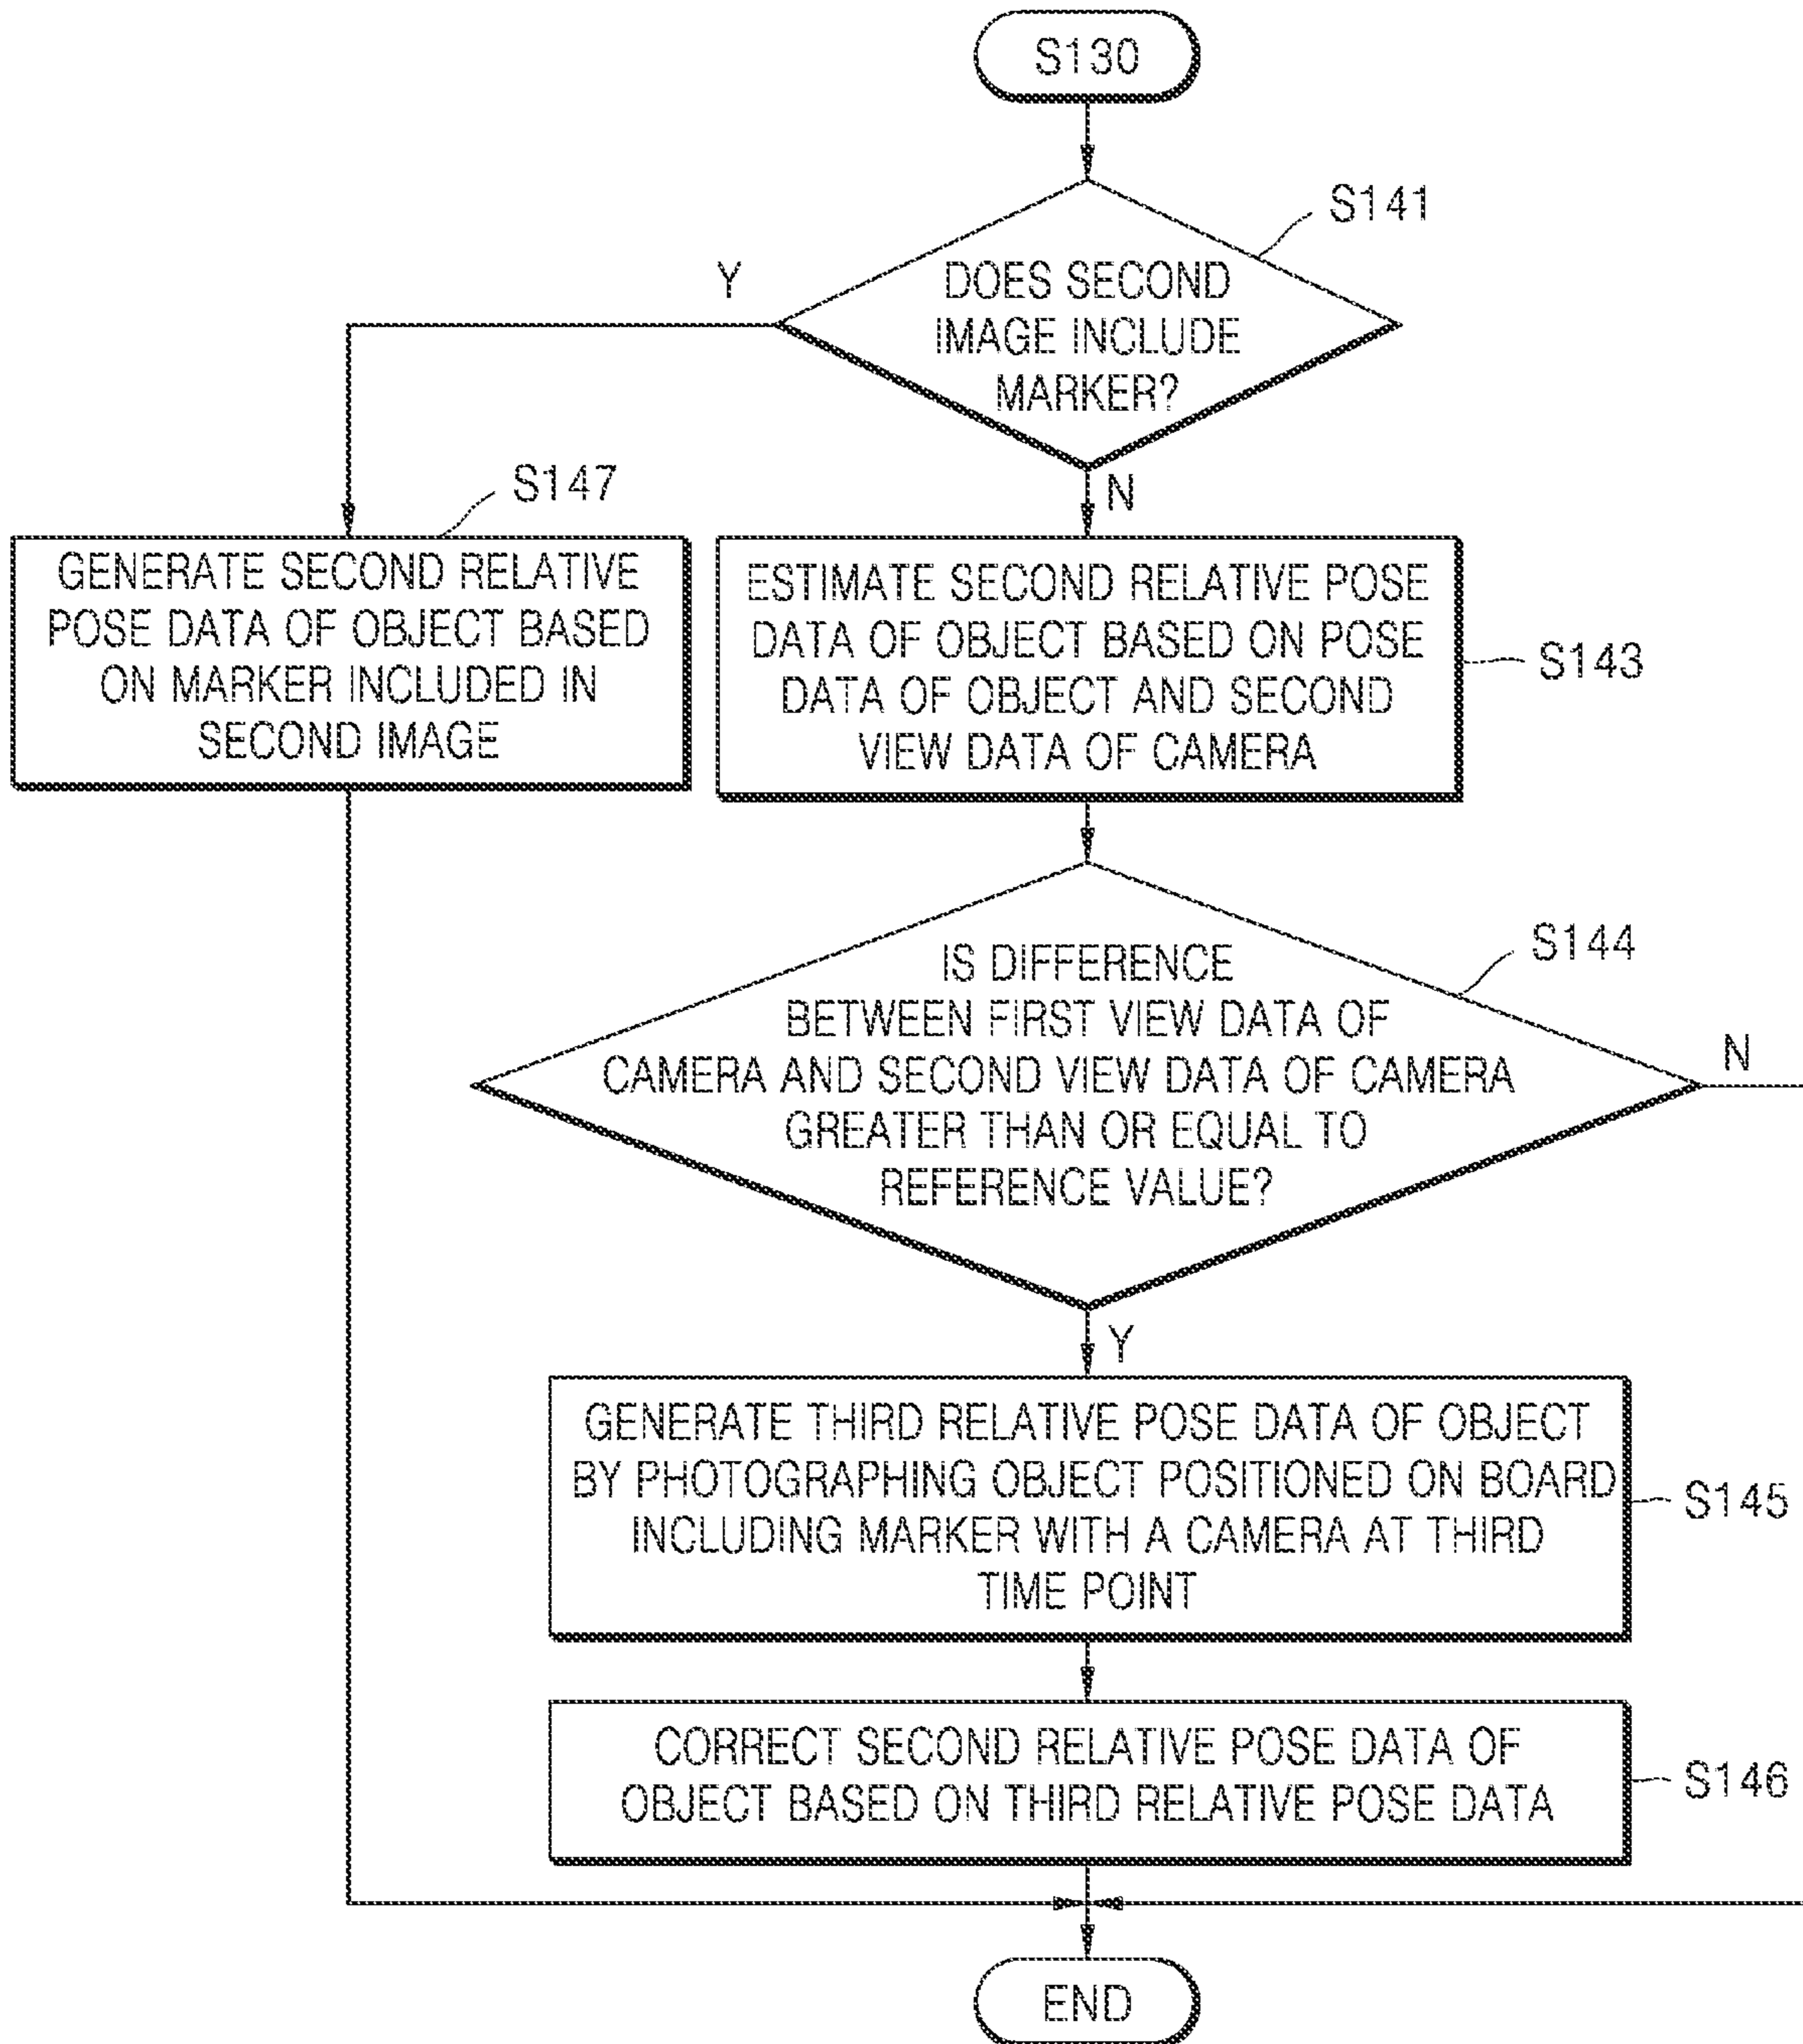 S130
S141
Y
DOES SECOND
IMAGE INCLUDE
MARKER?
N
S147
GENERATE SECOND RELATIVE
POSE DATA OF OBJECT BASED
ON MARKER INCLUDED IN
SECOND IMAGE
ESTIMATE SECOND RELATIVE POSE
DATA OF OBJECT BASED ON POSE
DATA OF OBJECT AND SECOND
VIEW DATA OF CAMERA
S143
S144
IS DIFFERENCE
BETWEEN FIRST VIEW DATA OF
CAMERA AND SECOND VIEW DATA OF CAMERA
GREATER THAN OR EQUAL TO
REFERENCE VALUE?
N
Y
GENERATE THIRD RELATIVE POSE DATA OF OBJECT
BY PHOTOGRAPHING OBJECT POSITIONED ON BOARD
INCLUDING MARKER WITH A CAMERA AT THIRD
TIME POINT
S145
CORRECT SECOND RELATIVE POSE DATA OF
OBJECT BASED ON THIRD RELATIVE POSE DATA
S146
END